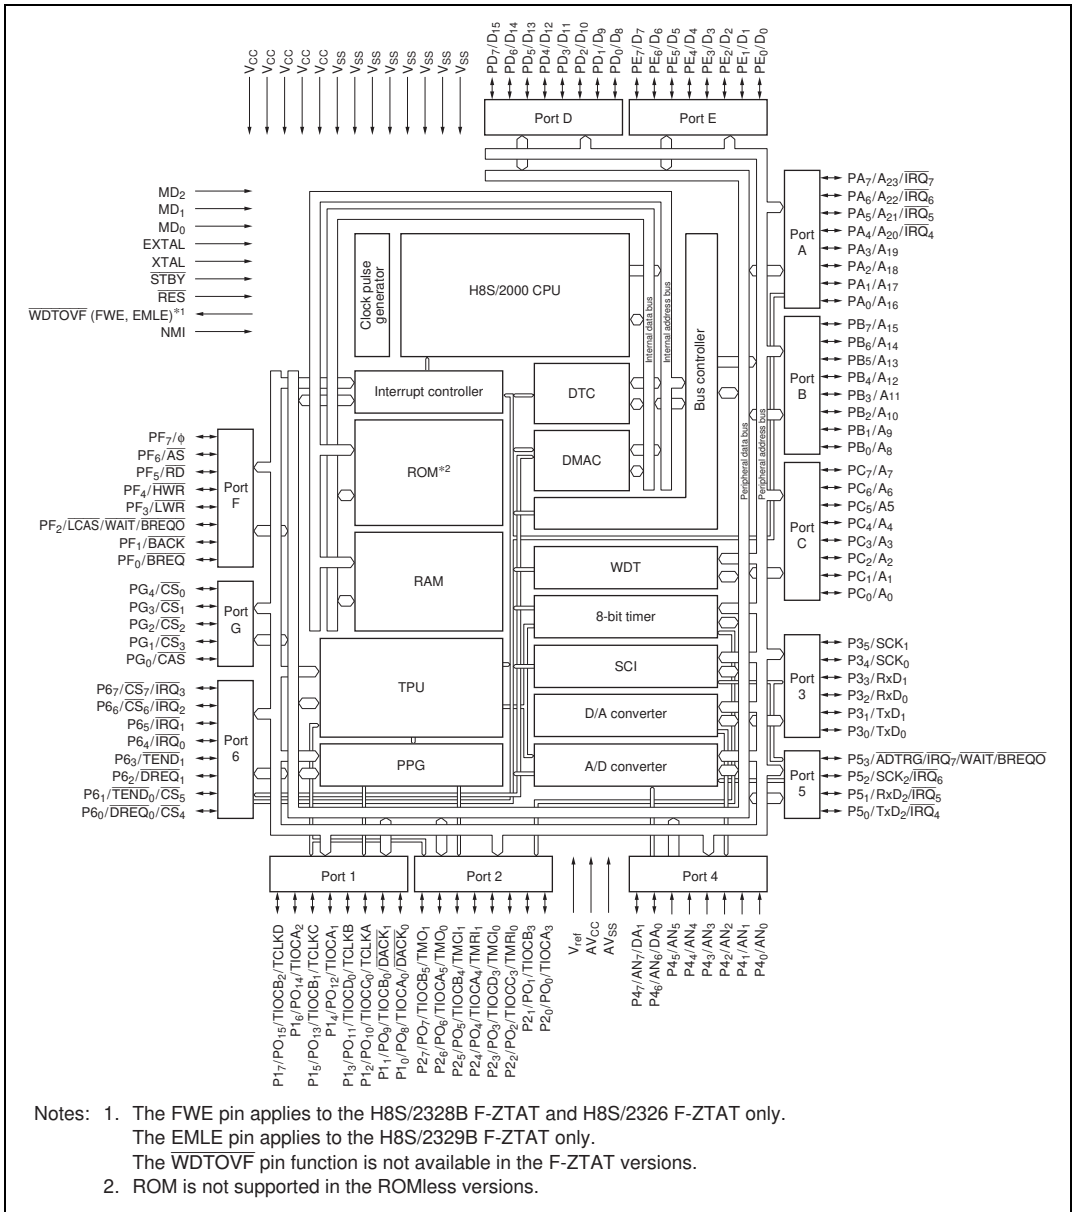 VCC
VCC
VCC
VCC
VCC
VSS
VSS
VSS
VSS
VSS
VSS
VSS
VSS
PD7/D15
PD6/D14
PD5/D13
PD4/D12
PD3/D11
PD2/D10
PD1/D9
PD0/D8
PE7/D7
PE6/D6
PE5/D5
PE4/D4
PE3/D3
PE2/D2
PE1/D1
PE0/D0
Port D
Port E
MD2
MD1
MD0
EXTAL
XTAL
STBY
RES
WDTOVF (FWE, EMLE)*1
NMI
Clock pulse
generator
H8S/2000 CPU
Internal data bus
Internal address bus
Bus controller
Peripheral data bus
Peripheral address bus
Interrupt controller
DTC
ROM*2
DMAC
RAM
WDT
8-bit timer
TPU
SCI
D/A converter
PPG
A/D converter
Port
A
PA7/A23/IRQ7
PA6/A22/IRQ6
PA5/A21/IRQ5
PA4/A20/IRQ4
PA3/A19
PA2/A18
PA1/A17
PA0/A16
Port
B
PB7/A15
PB6/A14
PB5/A13
PB4/A12
PB3/A11
PB2/A10
PB1/A9
PB0/A8
Port
C
PC7/A7
PC6/A6
PC5/A5
PC4/A4
PC3/A3
PC2/A2
PC1/A1
PC0/A0
Port
3
P35/SCK1
P34/SCK0
P33/RxD1
P32/RxD0
P31/TxD1
P30/TxD0
Port
5
P53/ADTRG/IRQ7/WAIT/BREQO
P52/SCK2/IRQ6
P51/RxD2/IRQ5
P50/TxD2/IRQ4
PF7/φ
PF6/AS
PF5/RD
PF4/HWR
PF3/LWR
PF2/LCAS/WAIT/BREQO
PF1/BACK
PF0/BREQ
Port
F
PG4/CS0
PG3/CS1
PG2/CS2
PG1/CS3
PG0/CAS
Port
G
P67/CS7/IRQ3
P66/CS6/IRQ2
P65/IRQ1
P64/IRQ0
P63/TEND1
P62/DREQ1
P61/TEND0/CS5
P60/DREQ0/CS4
Port
6
Port 1
Port 2
Port 4
P17/PO15/TIOCB2/TCLKD
P16/PO14/TIOCA2
P15/PO13/TIOCB1/TCLKC
P14/PO12/TIOCA1
P13/PO11/TIOCD0/TCLKB
P12/PO10/TIOCC0/TCLKA
P11/PO9/TIOCB0/DACK1
P10/PO8/TIOCA0/DACK0
P27/PO7/TIOCB5/TMO1
P26/PO6/TIOCA5/TMO0
P25/PO5/TIOCB4/TMCI1
P24/PO4/TIOCA4/TMRI1
P23/PO3/TIOCD3/TMCI0
P22/PO2/TIOCC3/TMRI0
P21/PO1/TIOCB3
P20/PO0/TIOCA3
Vref
AVCC
AVSS
P47/AN7/DA1
P46/AN6/DA0
P45/AN5
P44/AN4
P43/AN3
P42/AN2
P41/AN1
P40/AN0
Notes: 1. The FWE pin applies to the H8S/2328B F-ZTAT and H8S/2326 F-ZTAT only.
The EMLE pin applies to the H8S/2329B F-ZTAT only.
The WDTOVF pin function is not available in the F-ZTAT versions.
2. ROM is not supported in the ROMless versions.